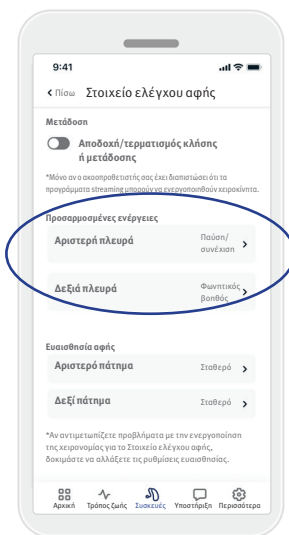 9:41
Πίσω Στοιχείο ελέγχου αφής
Μετάδοση
Αποδοχή/τερματισμός κλήσης
ή μετάδοσης
*Μόνο αν ο ακοοπροθετιστής σας έχει διαπιστώσει ότι τα
προγράμματα streaming μπορούν να ενεργοποιηθούν χειροκίνητα.
Προσαρμοσμένες ενέργειες
Αριστερή πλευρά Παύση/
συνέχιση
Δεξιά πλευρά Φωνητικός
βοηθός
Ευαισθησία αφής
Αριστερό πάτημα Σταθερό
Δεξί πάτημα Σταθερό
*Αν αντιμετωπίζετε προβλήματα με την ενεργοποίηση
της χειρονομίας για το Στοιχείο ελέγχου αφής,
δοκιμάστε να αλλάξετε τις ρυθμίσεις ευαισθησίας.
Αρχική Τρόπος ζωής Συσκευές Υποστήριξη Περισσότερα